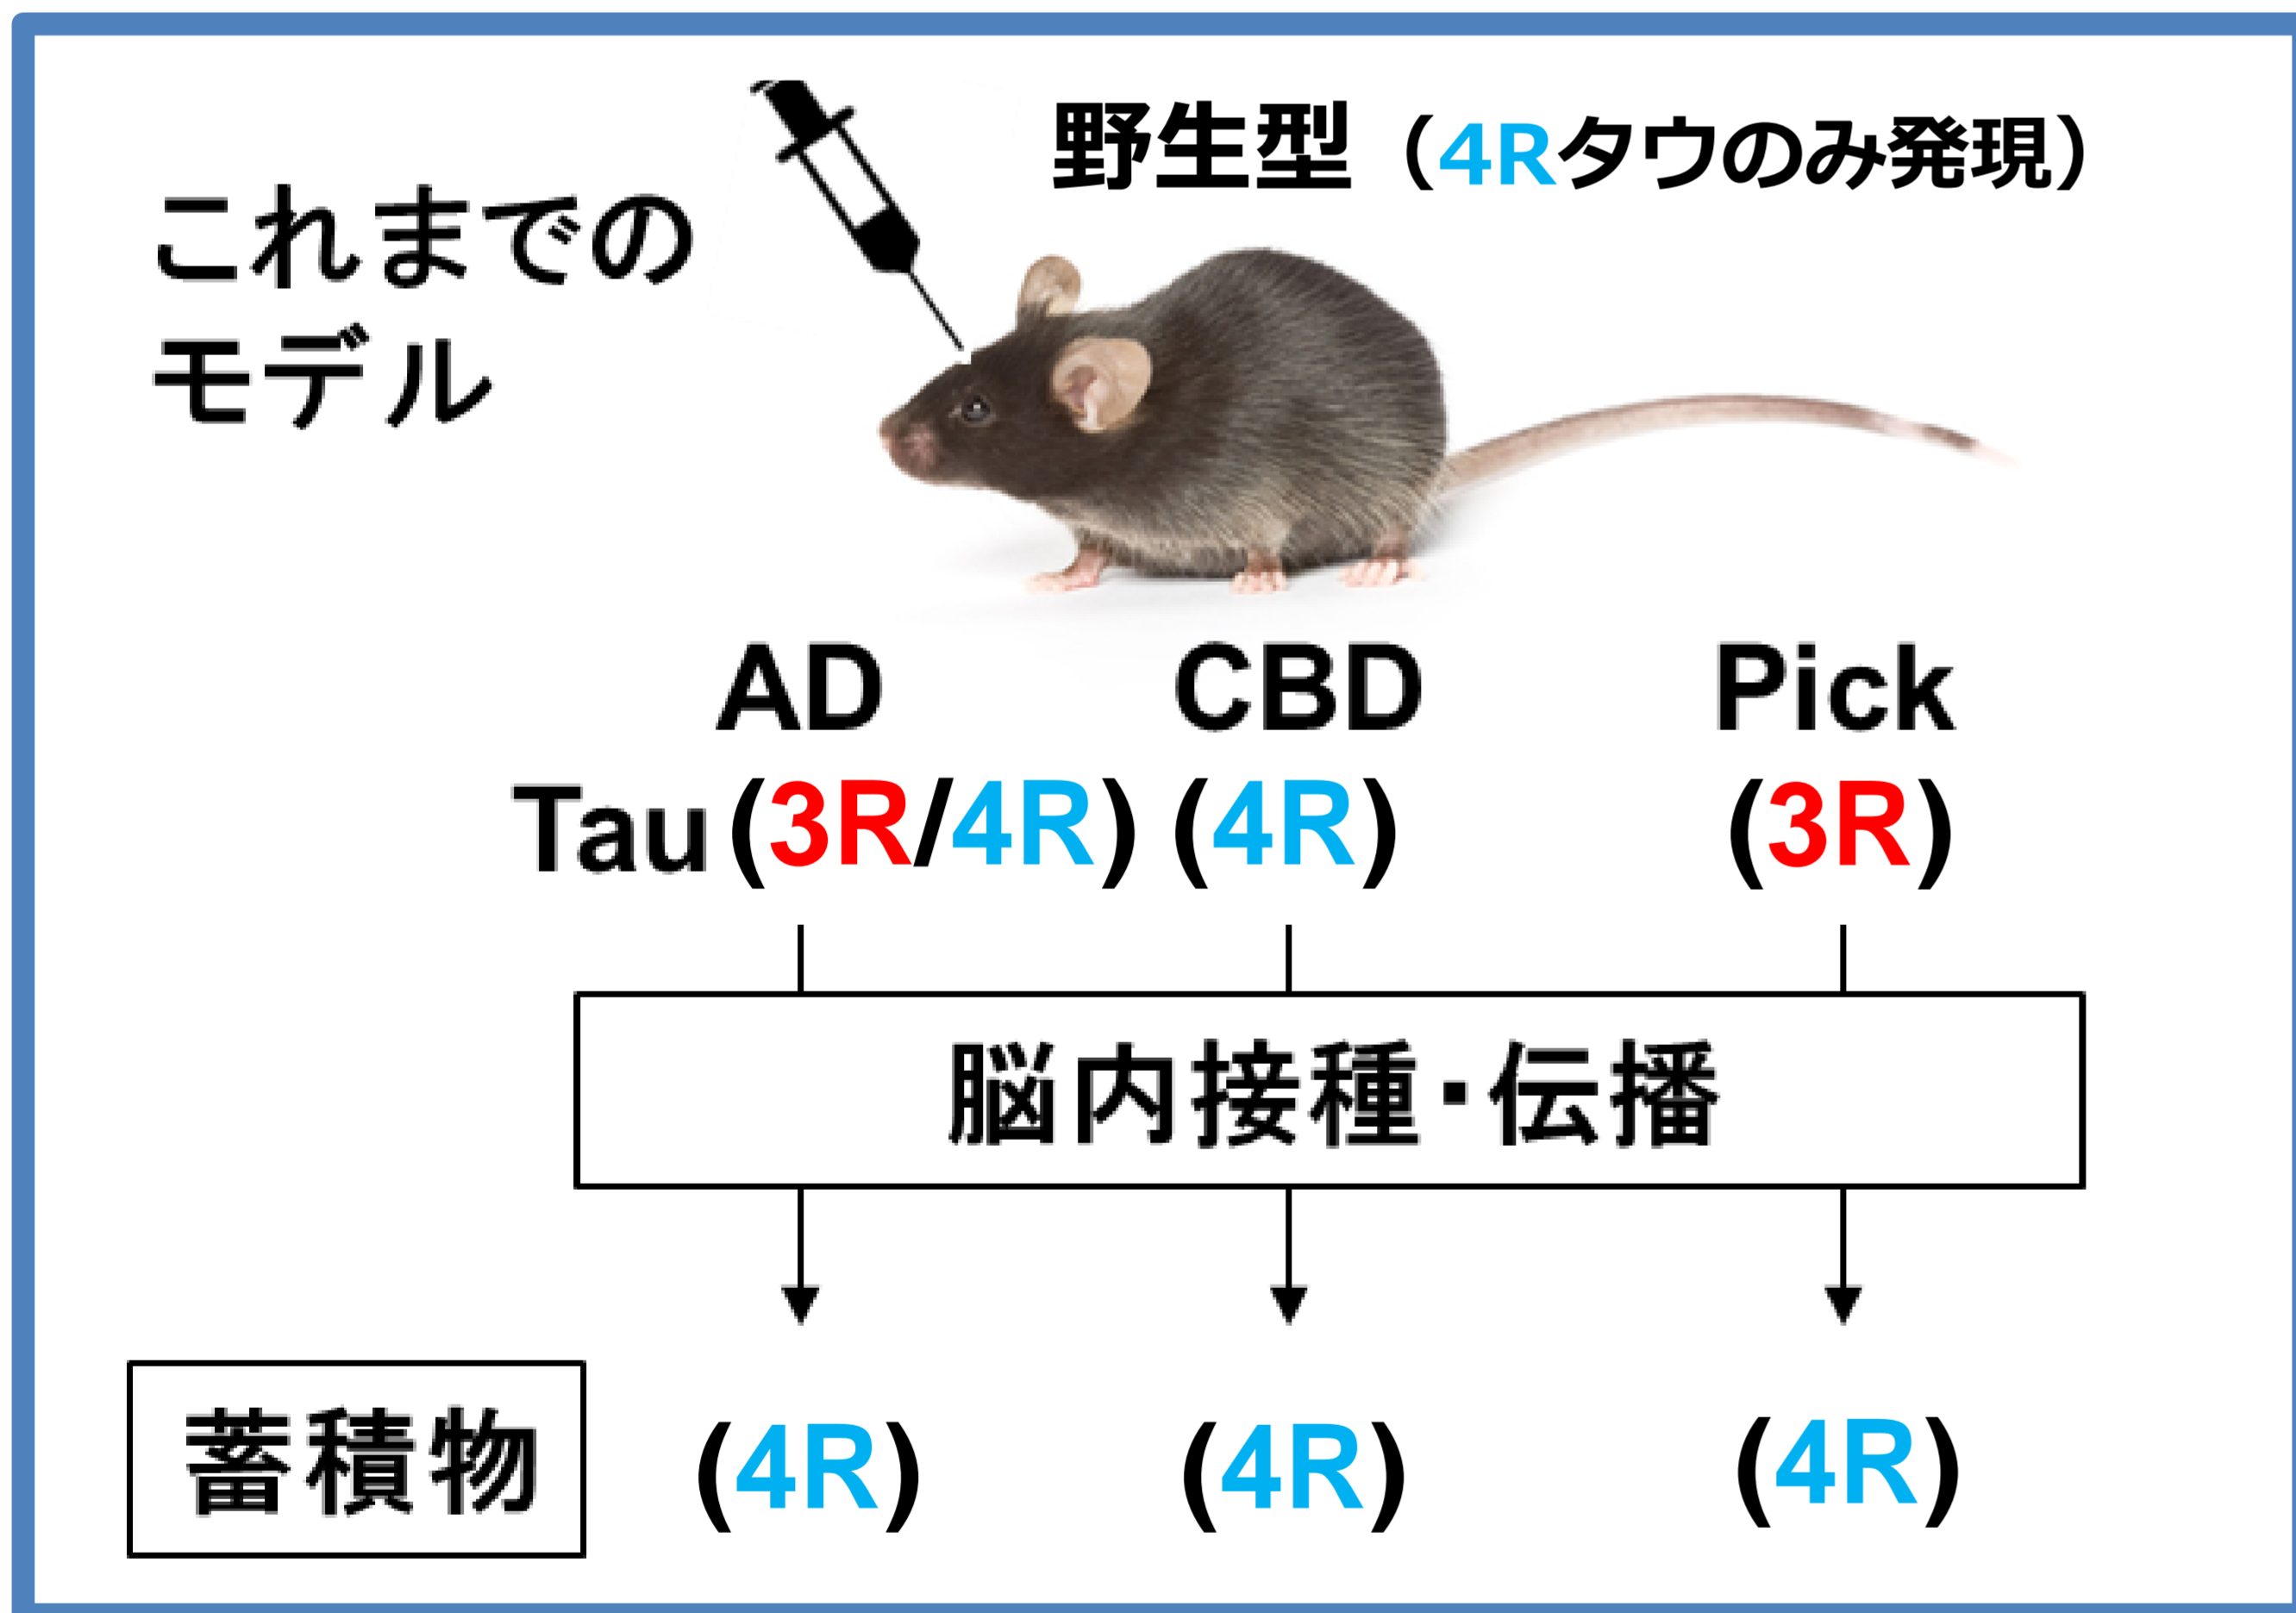 野生型（4Rタウのみ発現）
これまでの
モデル
AD CBD Pick
Tau (3R/4R) (4R) (3R)
脳内接種・伝播
蓄積物 (4R) (4R) (4R)